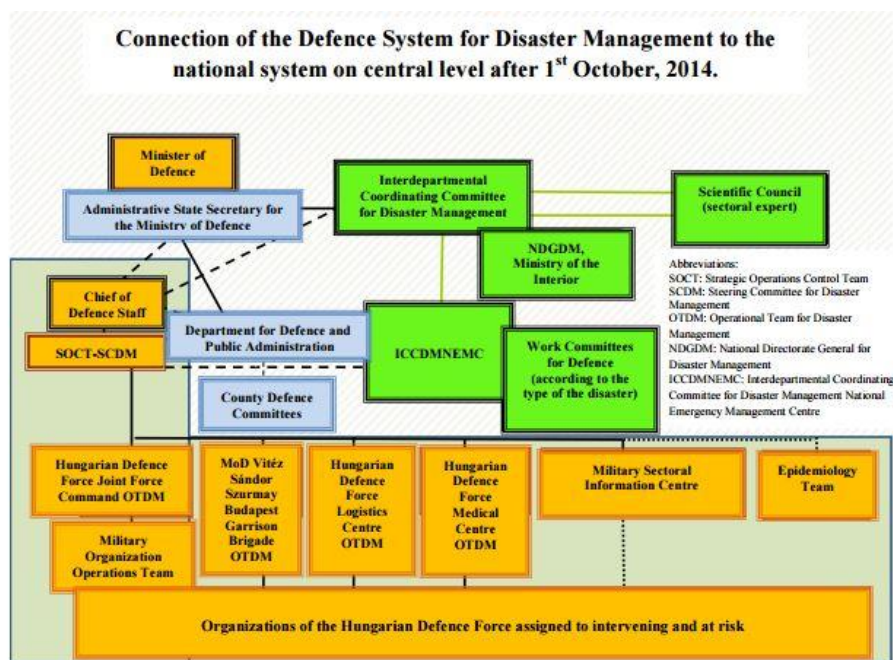 Connection of the Defence System for Disaster Management to the
national system on central level after 1st October, 2014.
Minister of
Defence
Administrative State Secretary for
the Ministry of Defence
Interdepartmental
Coordinating Committee
for Disaster Management
Scientific Council
(sectoral expert)
NDGDM,
Ministry of the
Interior
Abbreviations:
SOCT: Strategic Operations Control Team
SCDM: Steering Committee for Disaster
Management
OTDM: Operational Team for Disaster
Management
NDGDM: National Directorate General for
Disaster Management
ICCDMNEMC: Interdepartmental Coordinating
Committee for Disaster Management National
Emergency Management Centre
Chief of
Defence Staff
SOCT-SCDM
Department for Defence and
Public Administration
ICCDMNEMC
Work Committees
for Defence
(according to the
type of the disaster)
County Defence
Committees
Hungarian Defence
Force Joint Force
Command OTDM
Military
Organization
Operations Team
MoD Vitéz
Sándor
Szurmay
Budapest
Garrison
Brigade
OTDM
Hungarian
Defence
Force
Logistics
Centre
OTDM
Hungarian
Defence
Force
Medical
Centre
OTDM
Military Sectoral
Information Centre
Epidemiology
Team
Organizations of the Hungarian Defence Force assigned to intervening and at risk